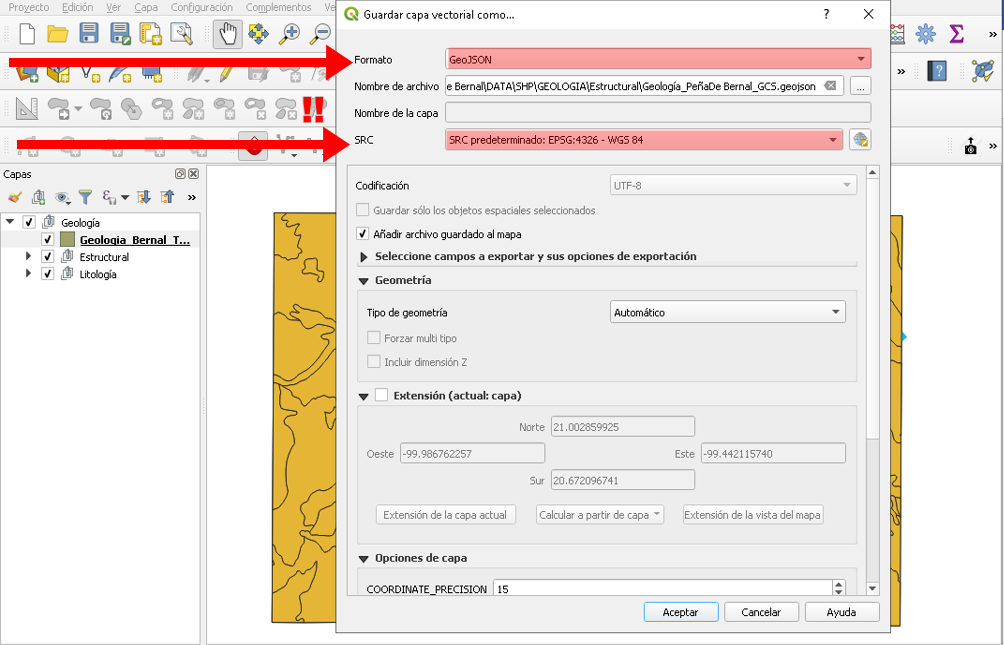 Proyecto Edición Ver Capa Configuración Complementos Ve
Guardar capa vectorial como...
?
»
Formato
GeoJSON
»
Nombre de archivo
e Bernal\DATA\SHP\GEOLOGIA\Estructural\Geología_PeñaDe Bernal_GCS.geojson
...
Nombre de la capa
!!
SRC
SRC predeterminado: EPSG:4326 - WGS 84
»
Capas
»
Codificación
UTF-8
Guardar sólo los objetos espaciales seleccionados
Geología
Añadir archivo guardado al mapa
Geologia_Bernal_T...
Estructural
Seleccione campos a exportar y sus opciones de exportación
Litología
Geometría
Tipo de geometría
Automático
Forzar multi tipo
Incluir dimensión Z
Extensión (actual: capa)
Norte 21.002859925
Oeste -99.986762257
Este -99.442115740
Sur 20.672096741
Extensión de la capa actual
Calcular a partir de capa
Extensión de la vista del mapa
Opciones de capa
COORDINATE_PRECISION 15
Aceptar
Cancelar
Ayuda